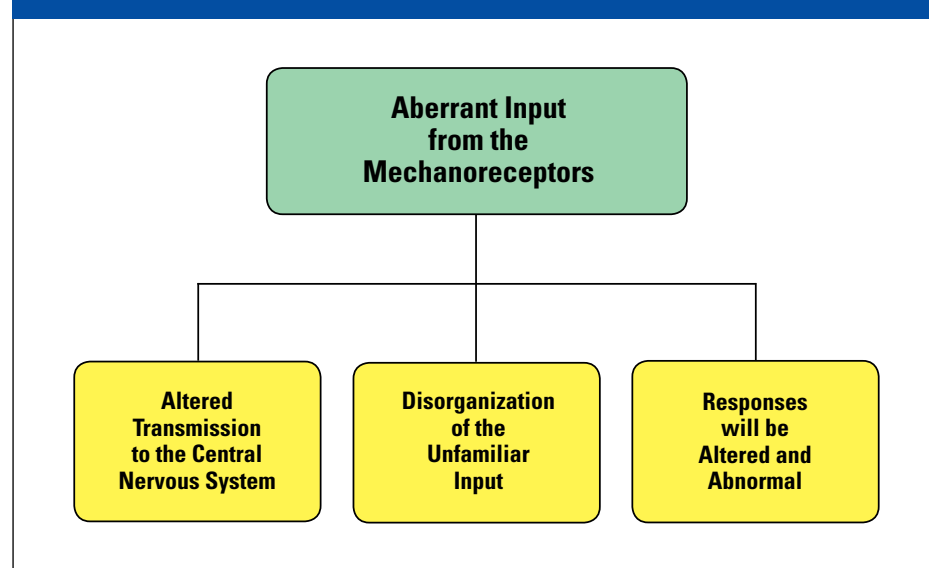 Aberrant Input
from the
Mechanoreceptors
Altered
Transmission
to the Central
Nervous System
Disorganization
of the
Unfamiliar
Input
Responses
will be
Altered and
Abnormal